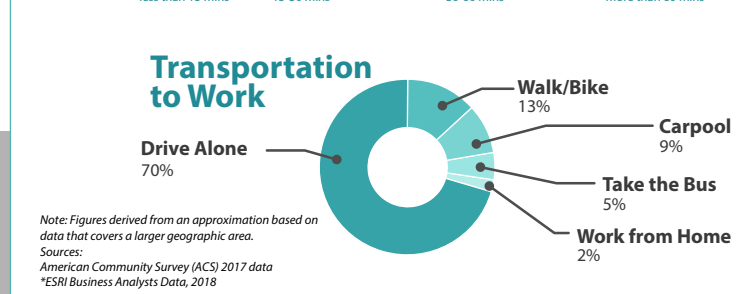 Transportation
to Work
Walk/Bike
13%
Carpool
9%
Drive Alone
70%
Take the Bus
5%
Work from Home
2%
Note: Figures derived from an approximation based on
data that covers a larger geographic area.
Sources:
American Community Survey (ACS) 2017 data
*ESRI Business Analysts Data, 2018